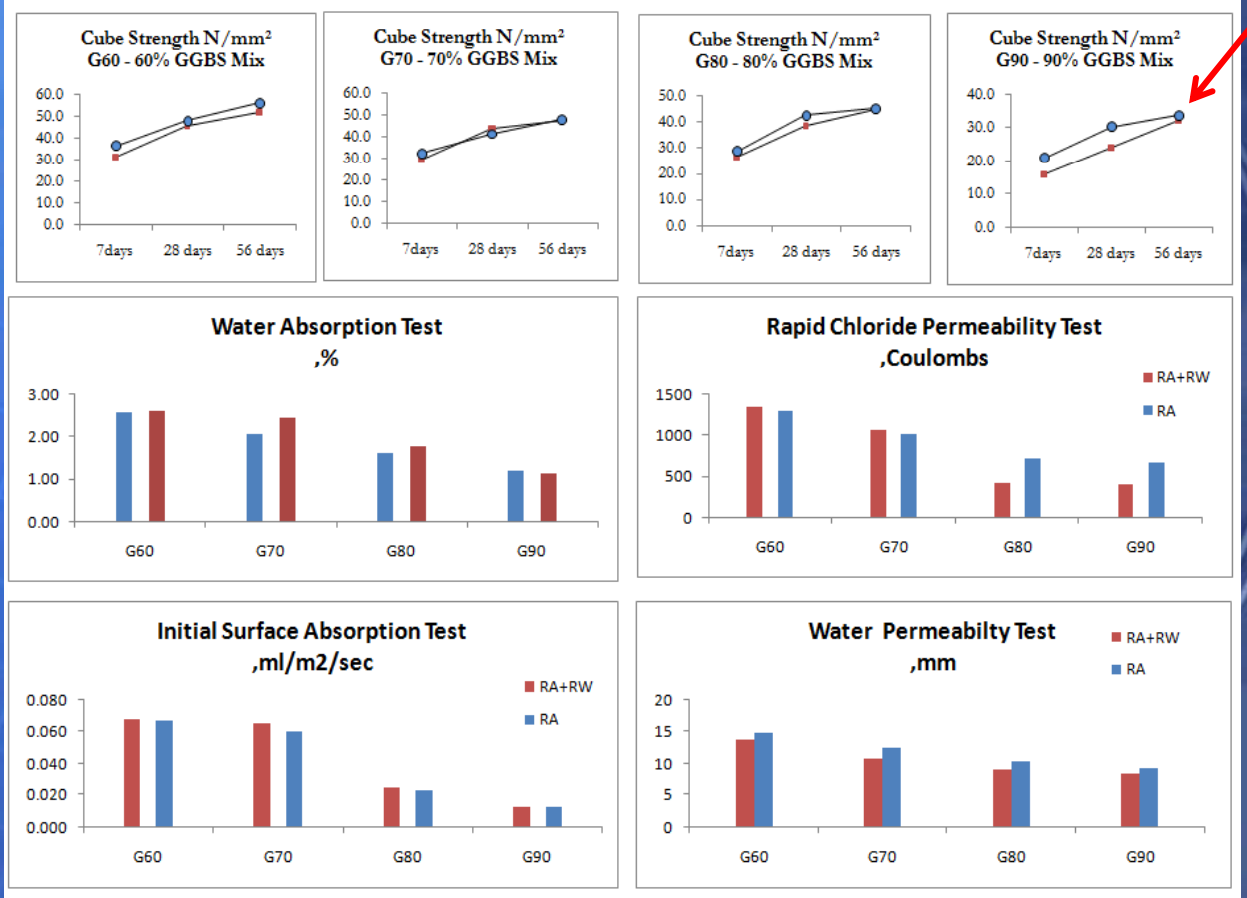 Cube Strength N/mm²
G60 - 60% GGBS Mix
60.0
50.0
40.0
30.0
20.0
10.0
0.0
7days 28 days 56 days
Cube Strength N/mm²
G70 - 70% GGBS Mix
60.0
50.0
40.0
30.0
20.0
10.0
0.0
7days 28 days 56 days
Cube Strength N/mm²
G80 - 80% GGBS Mix
50.0
40.0
30.0
20.0
10.0
0.0
7days 28 days 56 days
Cube Strength N/mm²
G90 - 90% GGBS Mix
40.0
30.0
20.0
10.0
0.0
7days 28 days 56 days
Water Absorption Test
,%
3.00
2.00
1.00
0.00
G60 G70 G80 G90
Rapid Chloride Permeability Test
,Coulombs
RA+RW
RA
1500
1000
500
0
G60 G70 G80 G90
Initial Surface Absorption Test
,ml/m2/sec
RA+RW
RA
0.080
0.060
0.040
0.020
0.000
G60 G70 G80 G90
Water Permeabilty Test
,mm
RA+RW
RA
20
15
10
5
0
G60 G70 G80 G90